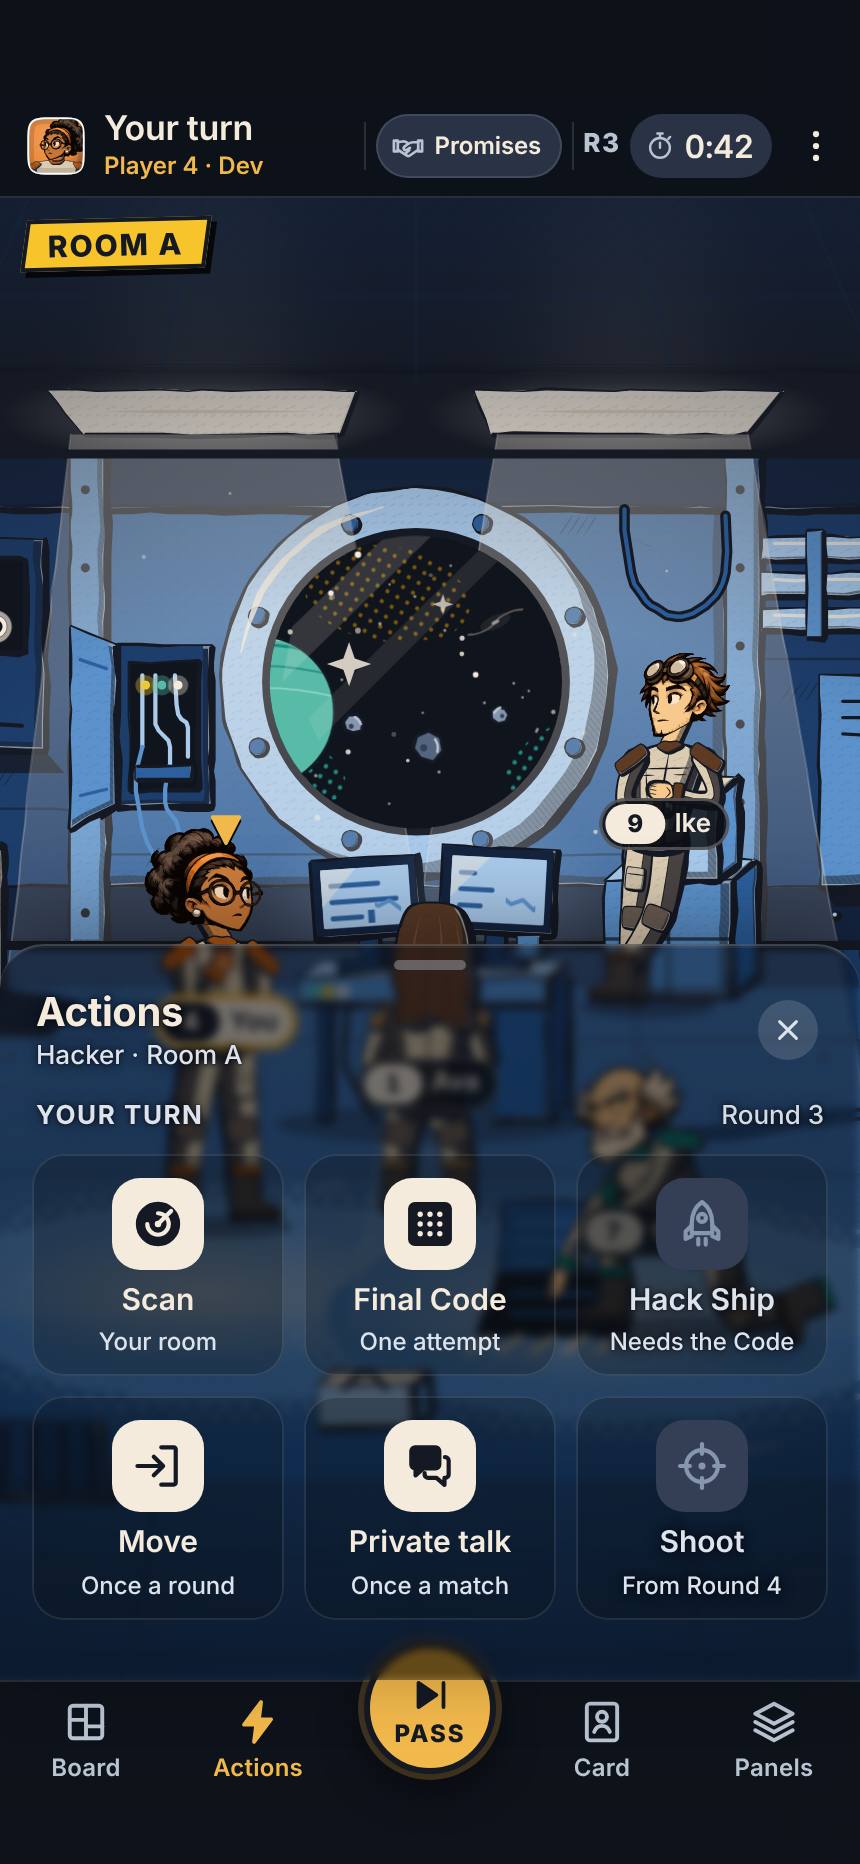 Your turn
Player 4 · Dev
Promises
R3
0:42
ROOM A
9 Ike
Actions
You
Hacker · Room A
Ava
YOUR TURN
Round 3
Scan
Your room
Final Code
One attempt
Hack Ship
Needs the Code
Move
Once a round
Private talk
Once a match
Shoot
From Round 4
PASS
Board
Actions
Card
Panels